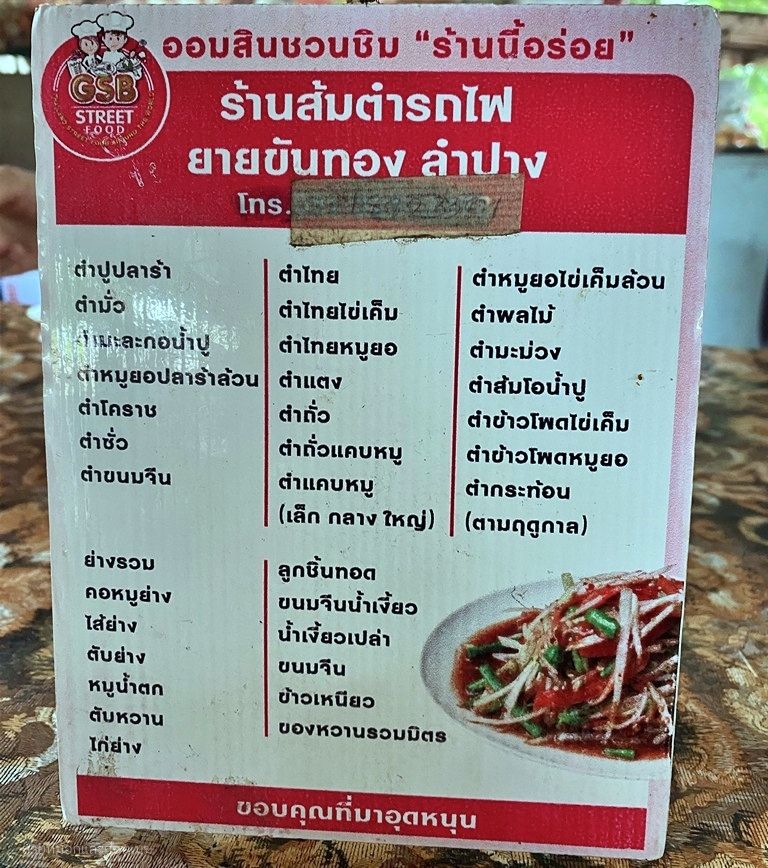 ออมสินชวนชิม "ร้านนี้อร่อย"
GSB
STREET
FOOD
ร้านส้มตำรถไฟ
ยายขันทอง ลำปาง
โทร.
ตำปูปลาร้า
ตำมั่ว
ตำมะละกอน้ำปู
ตำหมูยอปลาร้าล้วน
ตำโคราช
ตำซั่ว
ตำขนมจีน
ตำไทย
ตำไทยไข่เค็ม
ตำไทยหมูยอ
ตำแตง
ตำถั่ว
ตำถั่วแคบหมู
ตำแคบหมู
(เล็ก กลาง ใหญ่)
ตำหมูยอไข่เค็มล้วน
ตำผลไม้
ตำมะม่วง
ตำส้มโอน้ำปู
ตำข้าวโพดไข่เค็ม
ตำข้าวโพดหมูยอ
ตำกระท้อน
(ตามฤดูกาล)
ย่างรวม
คอหมูย่าง
ไส้ย่าง
ตับย่าง
หมูน้ำตก
ตับหวาน
ไก่ย่าง
ลูกชิ้นทอด
ขนมจีนน้ำเงี้ยว
น้ำเงี้ยวเปล่า
ขนมจีน
ข้าวเหนียว
ของหวานรวมมิตร
ขอบคุณที่มาอุดหนุน